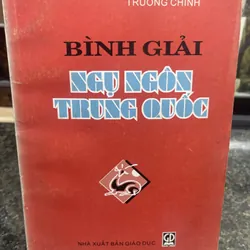 TRƯƠNG CHÍNH
BÌNH GIẢI
NGỤ NGÔN
TRUNG QUỐC
NHÀ XUẤT BẢN GIÁO DỤC